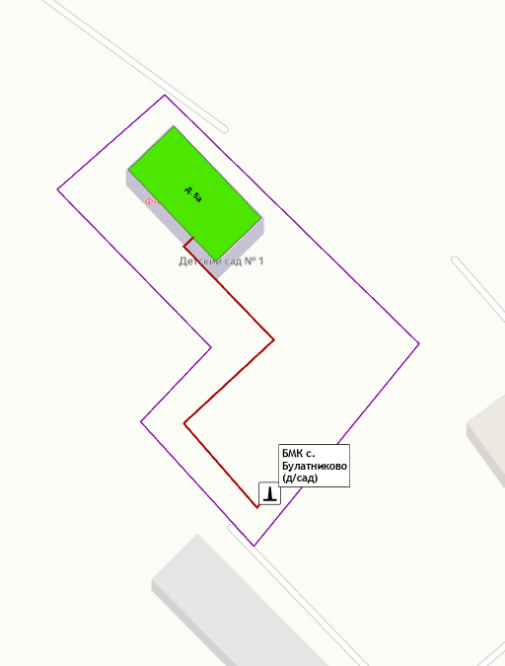 д. 5а
Детский сад № 1
БМК с.
Булатниково
(д/сад)